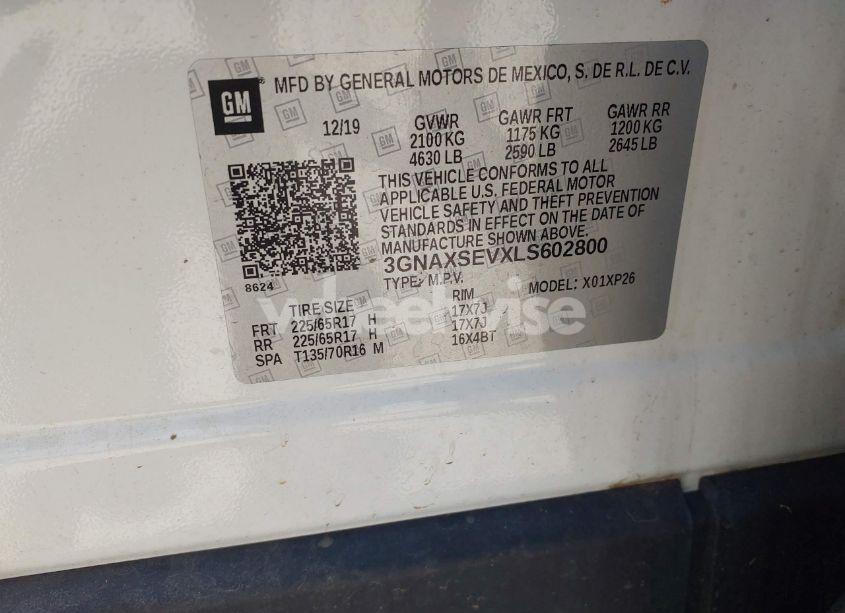 GM
MFD BY GENERAL MOTORS DE MEXICO, S. DE R.L. DE C.V.
12/19 GVWR GAWR FRT GAWR RR
2100 KG 1175 KG 1200 KG
4630 LB 2590 LB 2645 LB
THIS VEHICLE CONFORMS TO ALL
APPLICABLE U.S. FEDERAL MOTOR
VEHICLE SAFETY AND THEFT PREVENTION
STANDARDS IN EFFECT ON THE DATE OF
MANUFACTURE SHOWN ABOVE.
3GNAXSEVXLS602800
8624
TYPE: M.P.V. MODEL: X01XP26
TIRE SIZE RIM
FRT 225/65R17 H 17X7J
RR 225/65R17 H 17X7J
SPA T135/70R16 M 16X4BT
wheelwise